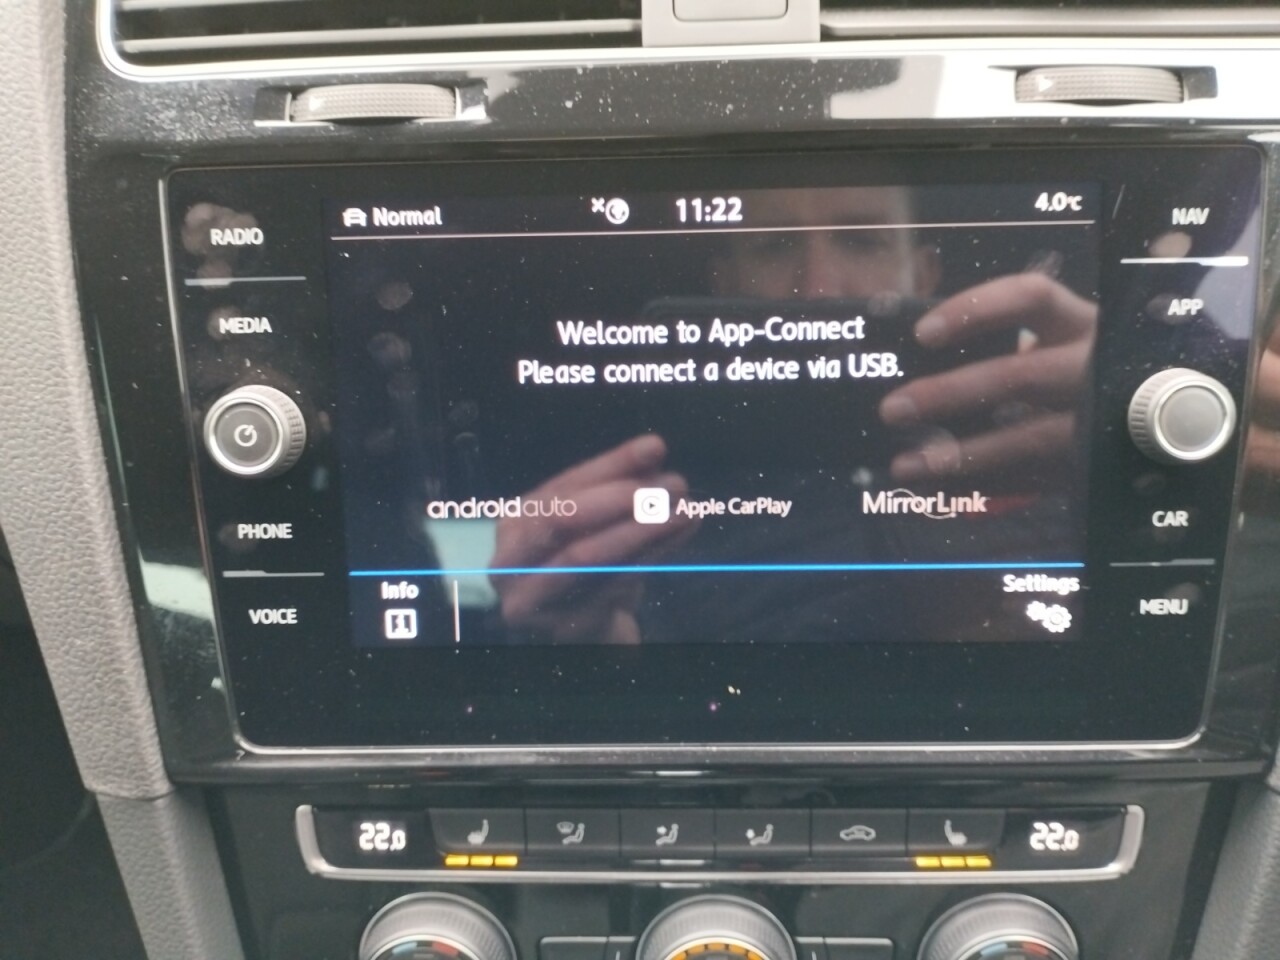 Normal
11:22
4.0°C
RADIO
NAV
MEDIA
APP
Welcome to App-Connect
Please connect a device via USB.
androidauto
Apple CarPlay
MirrorLink
PHONE
CAR
VOICE
MENU
Info
Settings
22.0
22.0